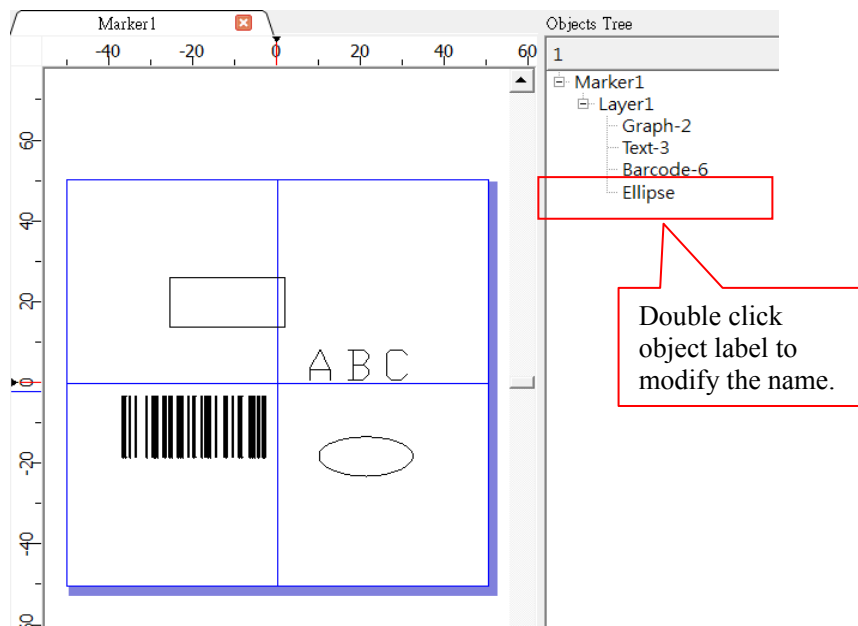 Marker1
Objects Tree
-40 -20 0 20 40 60
1
Marker1
Layer1
Graph-2
Text-3
Barcode-6
Ellipse
60
40
20
0
-20
-40
-60
A B C
Double click
object label to
modify the name.